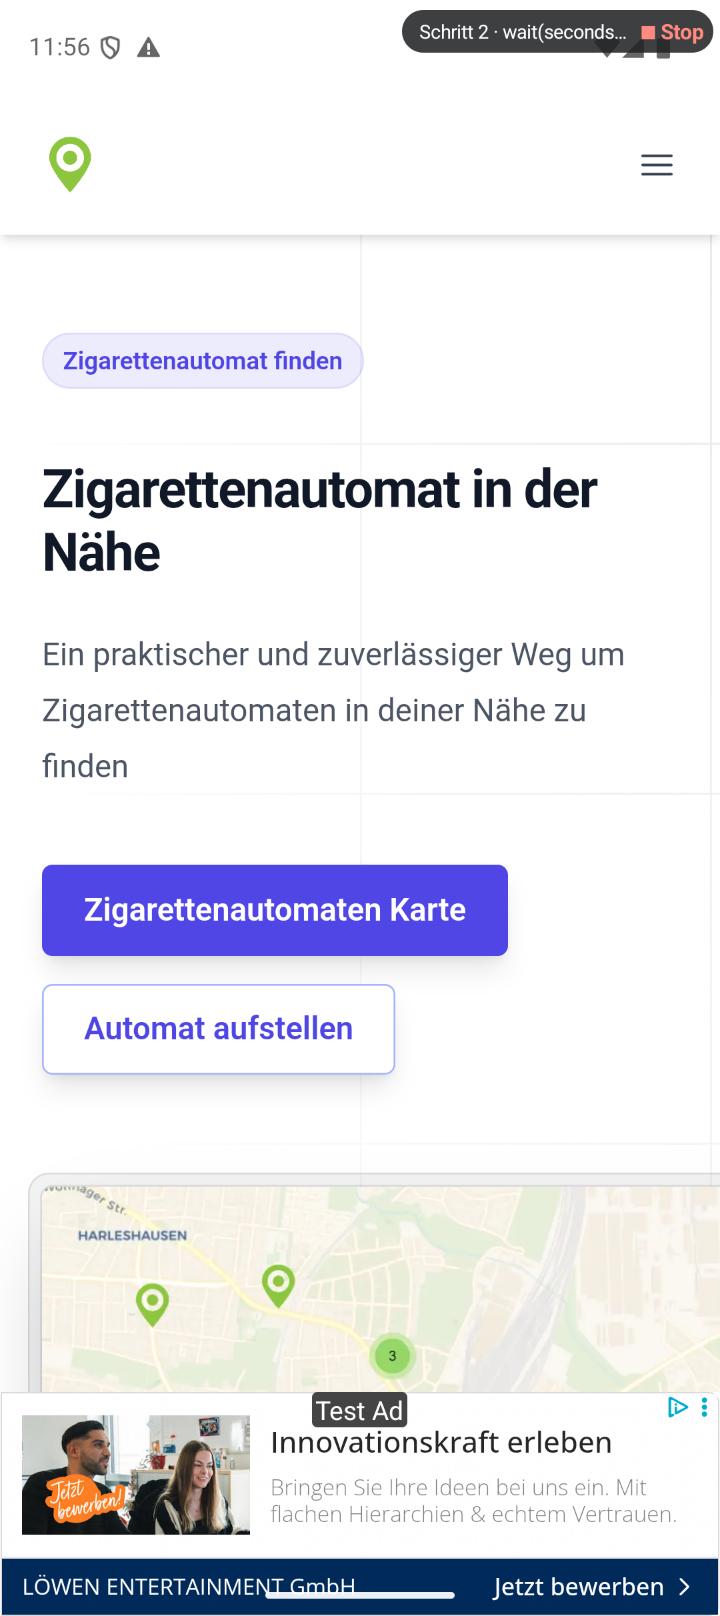 11:56
Schritt 2 · wait(seconds... Stop
Zigarettenautomat finden
Zigarettenautomat in der
Nähe
Ein praktischer und zuverlässiger Weg um
Zigarettenautomaten in deiner Nähe zu
finden
Zigarettenautomaten Karte
Automat aufstellen
HARLESHAUSEN
3
Test Ad
Innovationskraft erleben
Jetzt
bewerben!
Bringen Sie Ihre Ideen bei uns ein. Mit
flachen Hierarchien & echtem Vertrauen.
LÖWEN ENTERTAINMENT GmbH
Jetzt bewerben